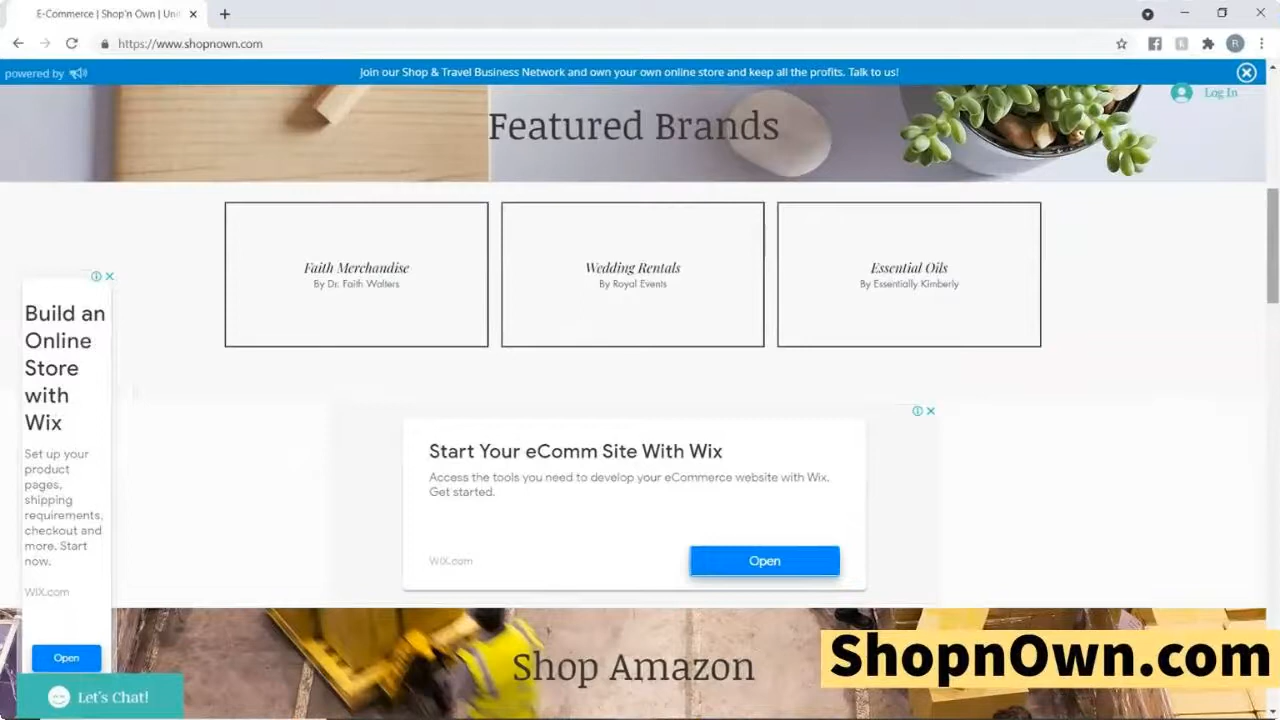 E-Commerce | Shop'n Own | Uni
https://www.shopnown.com
R
powered by
Join our Shop & Travel Business Network and own your own online store and keep all the profits. Talk to us!
Log In
Featured Brands
Faith Merchandise
By Dr. Faith Walters
Wedding Rentals
By Royal Events
Essential Oils
By Essentially Kimberly
Build an
Online
Store
with
Wix
Set up your
product
pages,
shipping
requirements,
checkout and
more. Start
now.
WIX.com
Open
Start Your eComm Site With Wix
Access the tools you need to develop your eCommerce website with Wix.
Get started.
WIX.com
Open
Shop Amazon
ShopnOwn.com
Let's Chat!